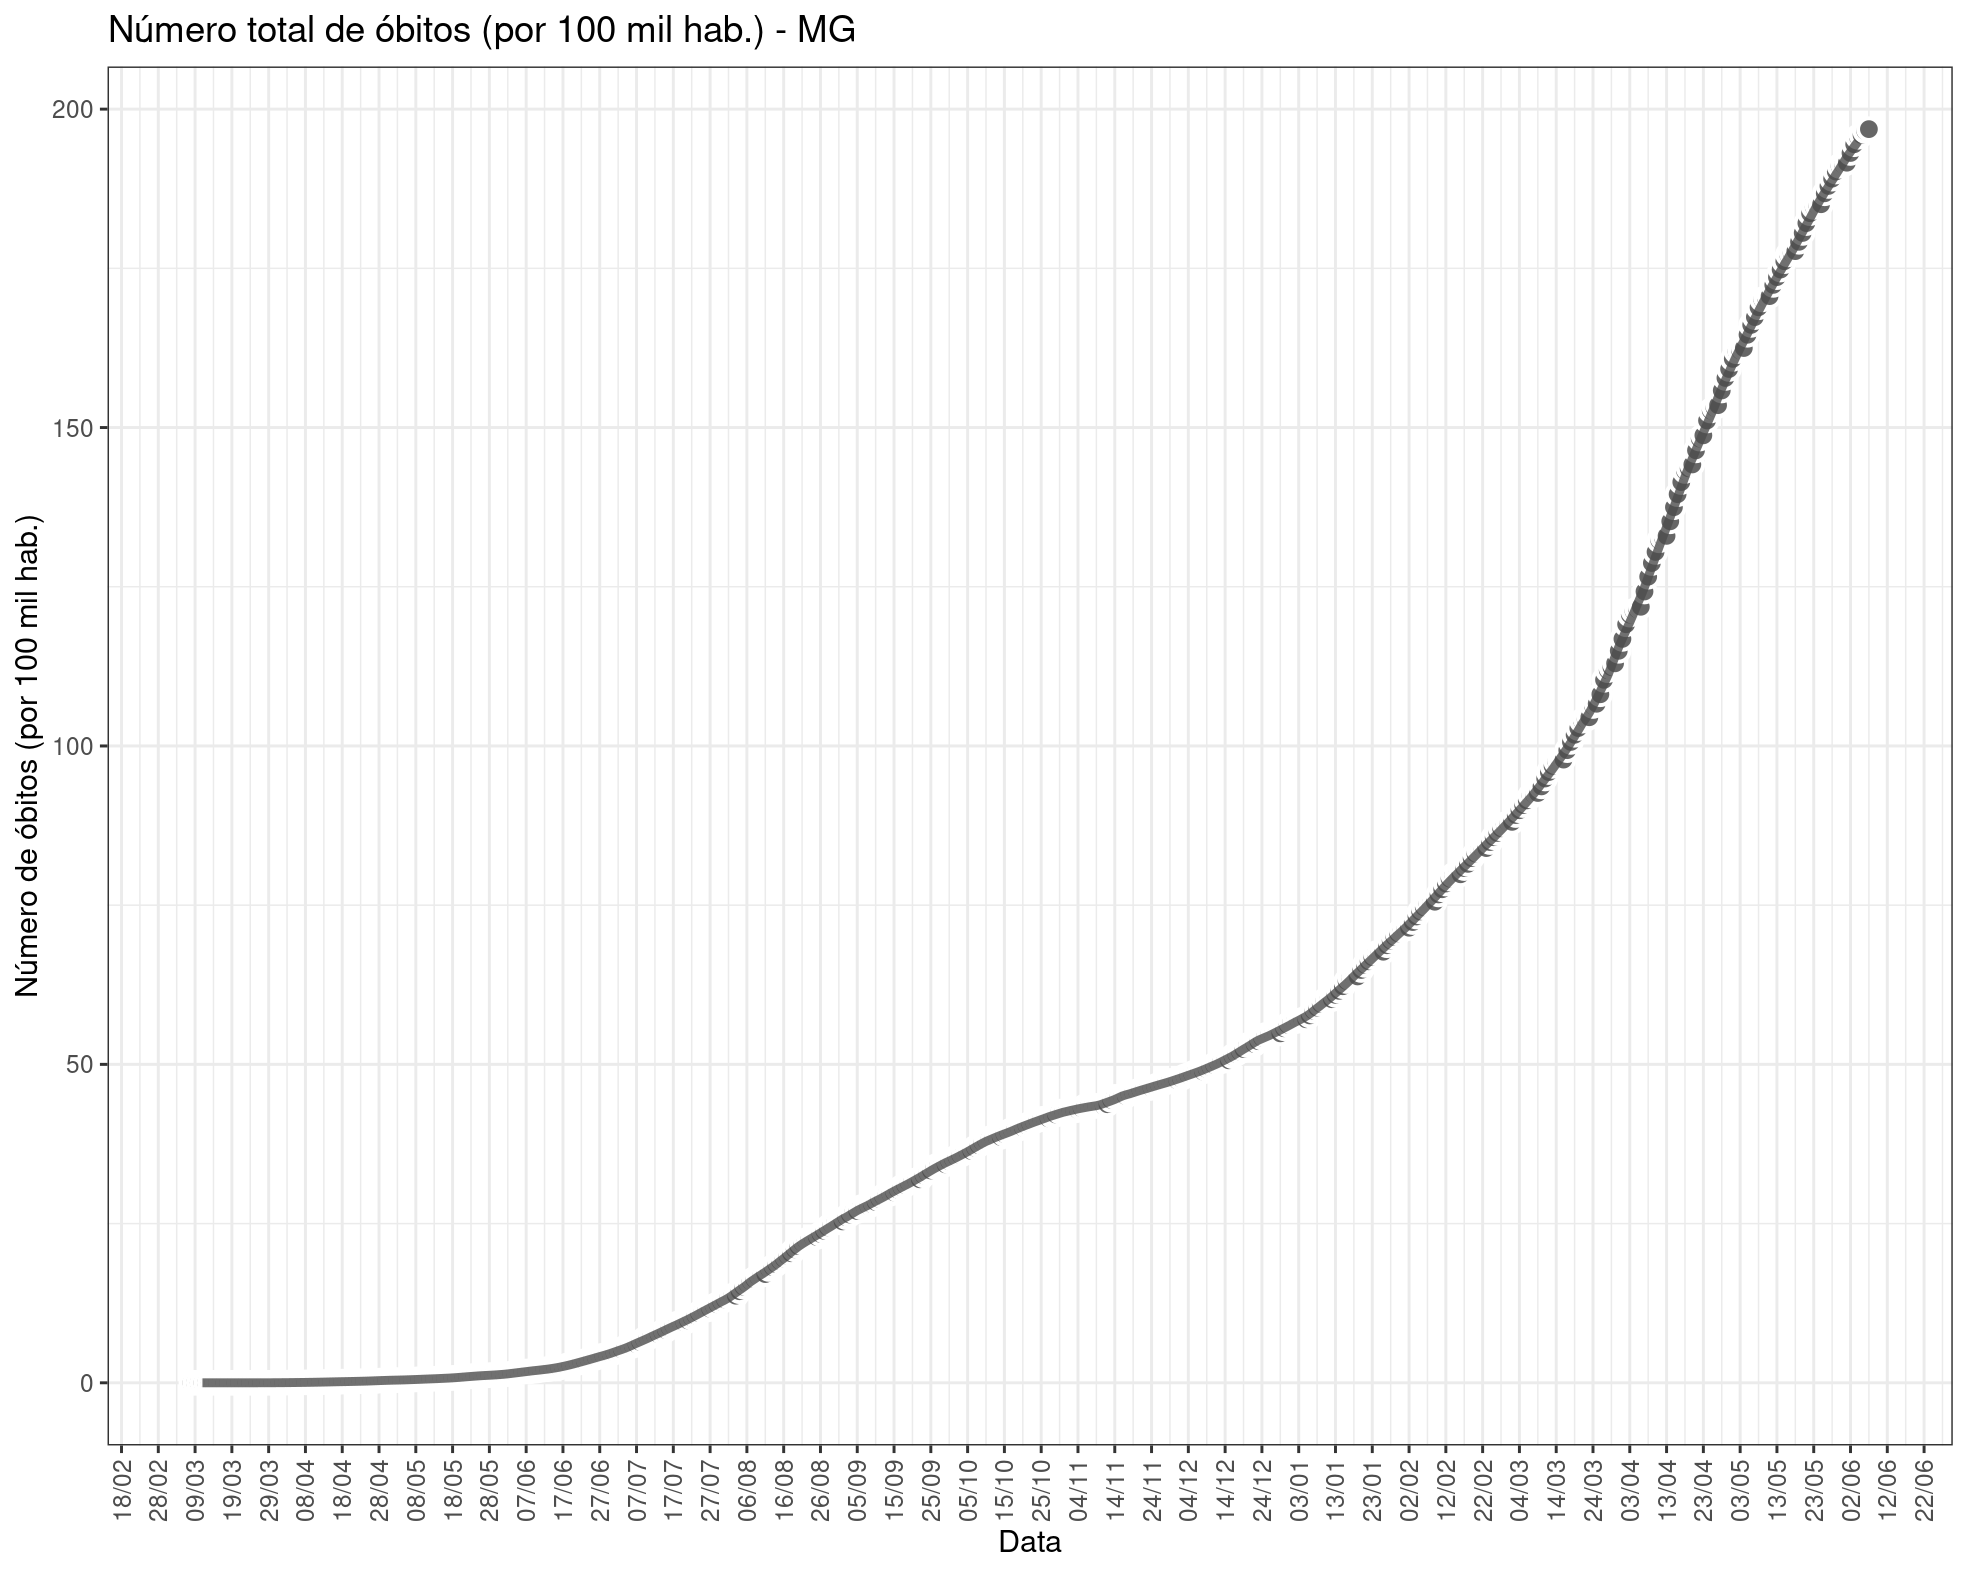 Número total de óbitos (por 100 mil hab.) - MG
Número de óbitos (por 100 mil hab.)
200
150
100
50
0
18/02 28/02 09/03 19/03 29/03 08/04 18/04 28/04 08/05 18/05 28/05 07/06 17/06 27/06 07/07 17/07 27/07 06/08 16/08 26/08 05/09 15/09 25/09 05/10 15/10 25/10 04/11 14/11 24/11 04/12 14/12 24/12 03/01 13/01 23/01 02/02 12/02 22/02 04/03 14/03 24/03 03/04 13/04 23/04 03/05 13/05 23/05 02/06 12/06 22/06
Data